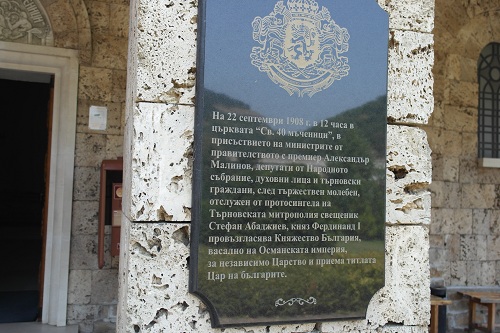 На 22 септември 1908 г. в 12 часа в
църквата “Св. 40 мъченици”, в
присъствието на министрите от
правителството с премиер Александър
Малинов, депутати от Народното
събрание, духовни лица и търновски
граждани, след тържествен молебен,
отслужен от протосингела на
Търновската митрополия свещеник
Стефан Абаджиев, княз Фердинанд I
провъзгласява Княжество България,
васално на Османската империя,
за независимо Царство и приема титлата
Цар на българите.